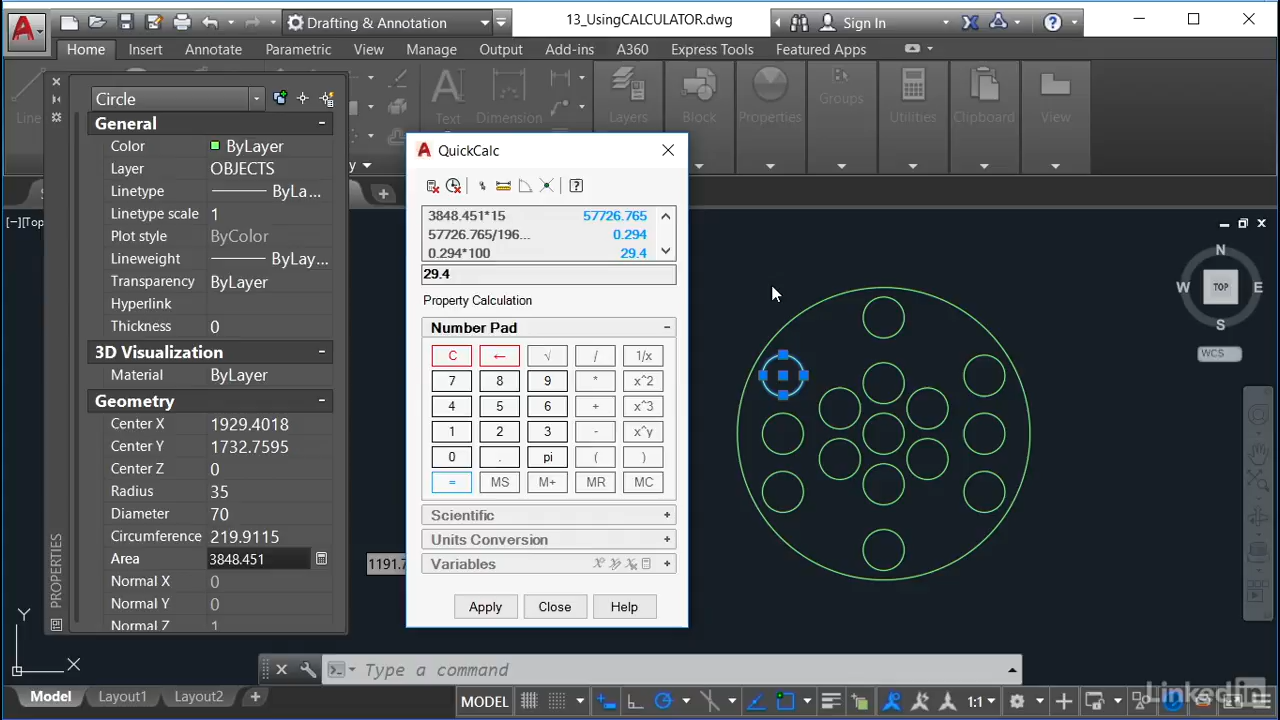 Drafting & Annotation
13_UsingCALCULATOR.dwg
Sign In
Home Insert Annotate Parametric View Manage Output Add-ins A360 Express Tools Featured Apps
Line Text Dimension Layers Block Properties Groups Utilities Clipboard View
Circle
General
Color ByLayer
Layer OBJECTS
Linetype ByLa...
Linetype scale 1
Plot style ByColor
Lineweight ByLay...
Transparency ByLayer
Hyperlink
Thickness 0
3D Visualization
Material ByLayer
Geometry
Center X 1929.4018
Center Y 1732.7595
Center Z 0
Radius 35
Diameter 70
Circumference 219.9115
Area 3848.451
Normal X 0
Normal Y 0
Normal Z 1
PROPERTIES
QuickCalc
3848.451*15 57726.765
57726.765/196... 0.294
0.294*100 29.4
29.4
Property Calculation
Number Pad
C ← √ / 1/x
7 8 9 * x^2
4 5 6 + x^3
1 2 3 - x^y
0 . pi ( )
= MS M+ MR MC
Scientific
Units Conversion
Variables
Apply Close Help
[−][Top
1191.7
N
W TOP E
S
WCS
Y
X
Type a command
Model Layout1 Layout2 +
MODEL 1:1
LinkedIn